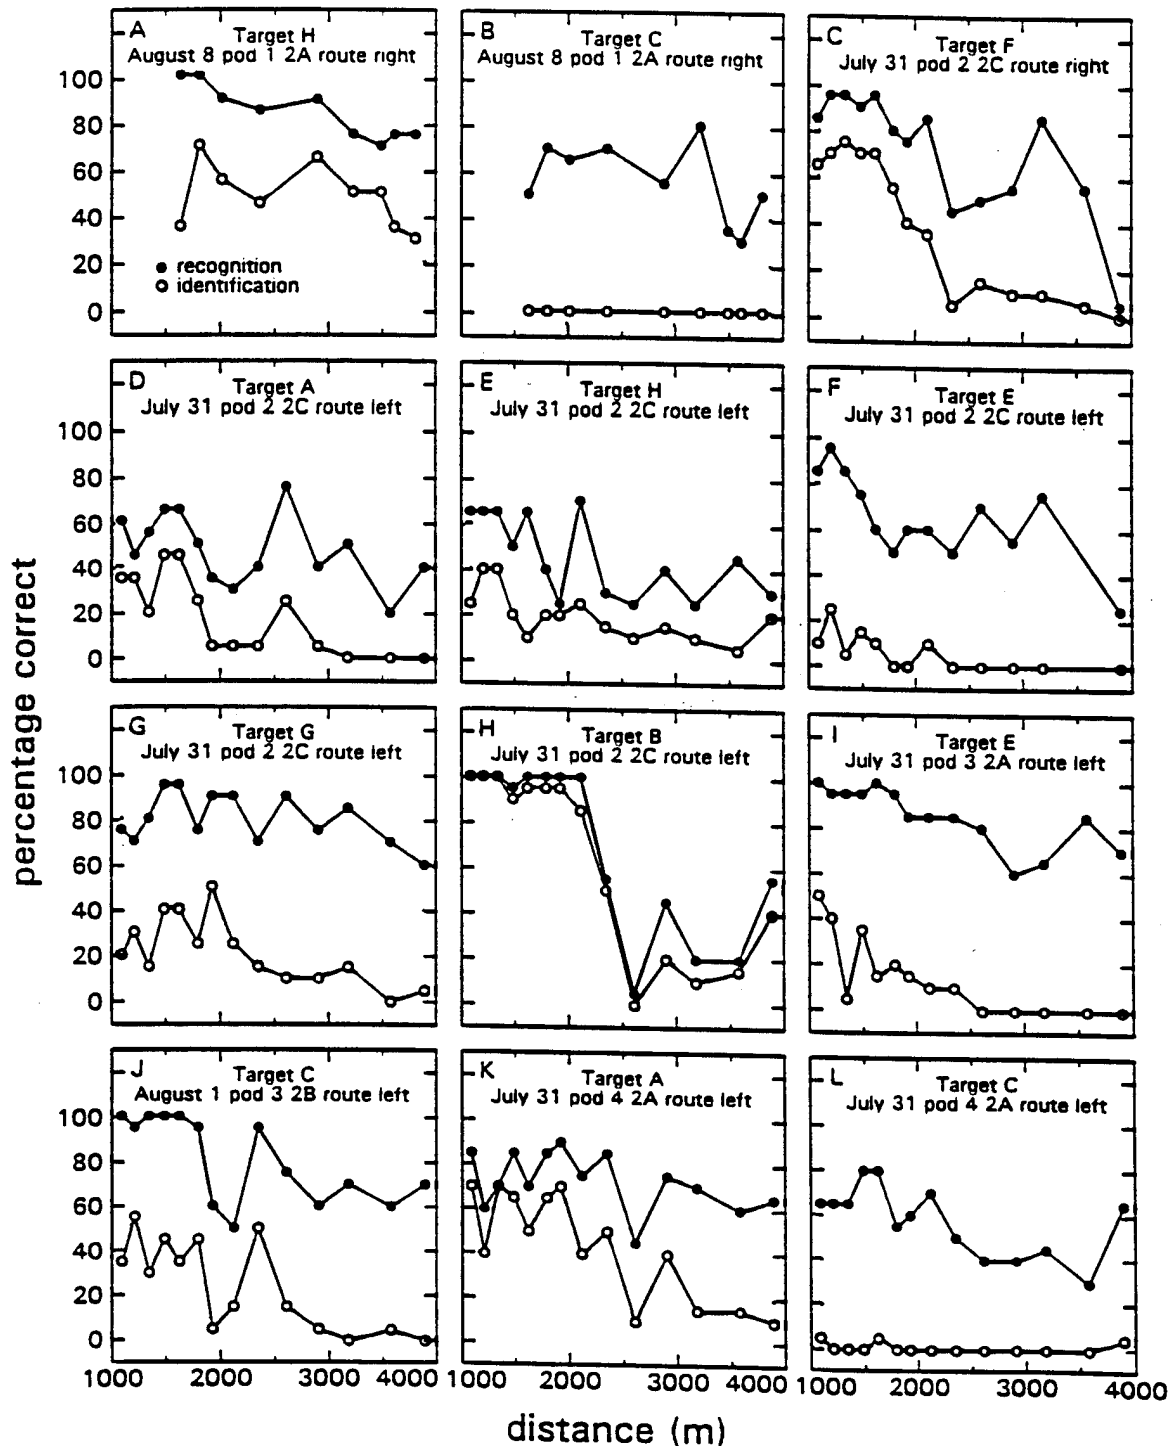 A
Target H
August 8 pod 1 2A route right
B
Target C
August 8 pod 1 2A route right
C
Target F
July 31 pod 2 2C route right
100
80
60
40
20
0
recognition
identification
D
Target A
July 31 pod 2 2C route left
E
Target H
July 31 pod 2 2C route left
F
Target E
July 31 pod 2 2C route left
100
80
60
40
20
0
percentage correct
G
Target G
July 31 pod 2 2C route left
H
Target B
July 31 pod 2 2C route left
I
Target E
July 31 pod 3 2A route left
100
80
60
40
20
0
J
Target C
August 1 pod 3 2B route left
K
Target A
July 31 pod 4 2A route left
L
Target C
July 31 pod 4 2A route left
100
80
60
40
20
0
1000 2000 3000 4000
1000 2000 3000 4000
1000 2000 3000 4000
distance (m)